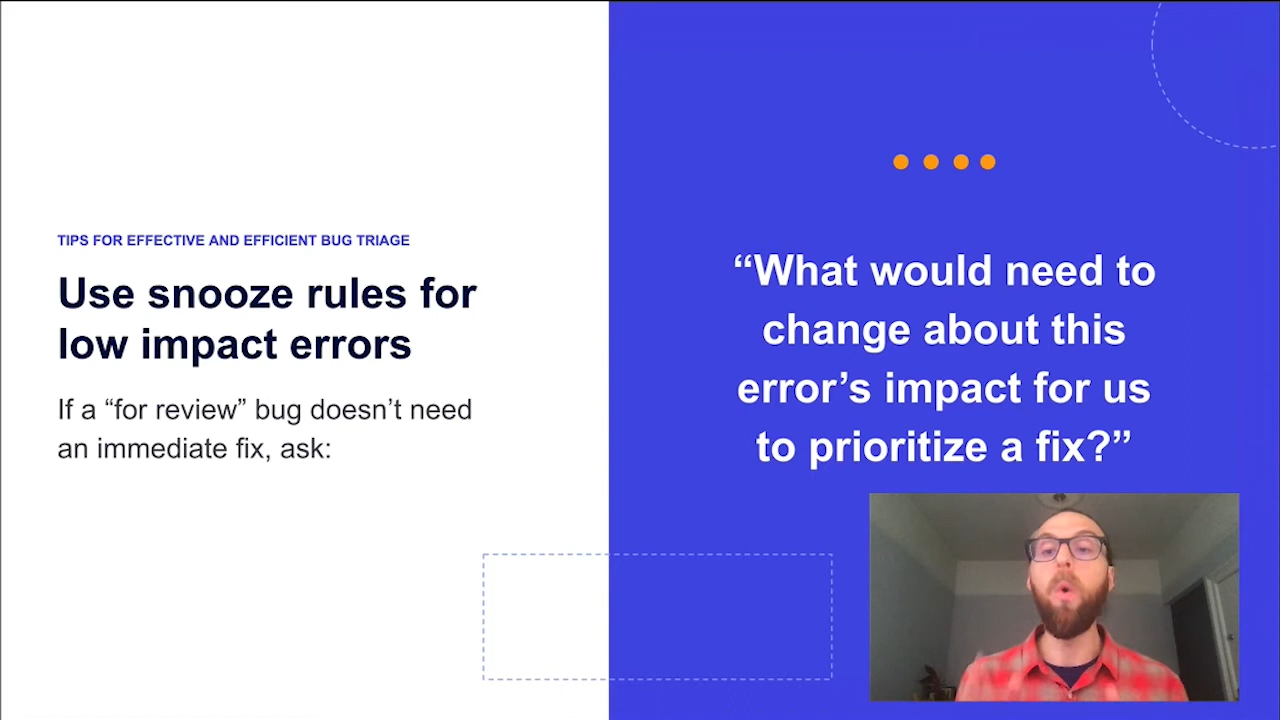 TIPS FOR EFFECTIVE AND EFFICIENT BUG TRIAGE
Use snooze rules for
low impact errors
If a “for review” bug doesn’t need
an immediate fix, ask:
“What would need to
change about this
error’s impact for us
to prioritize a fix?”